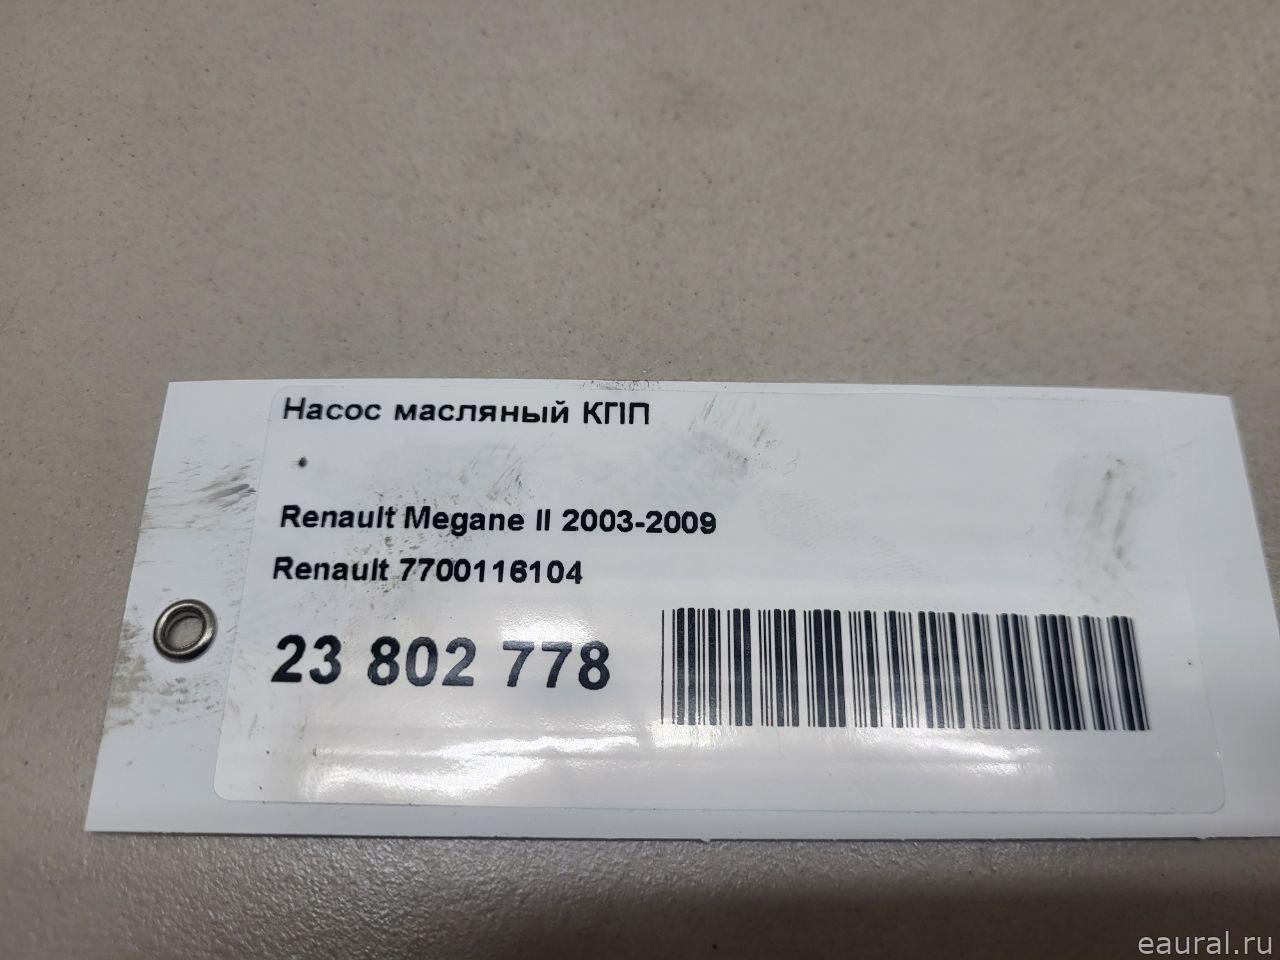 Насос масляный КПП
.
Renault Megane II 2003-2009
Renault 7700116104
23 802 778
eaural.ru